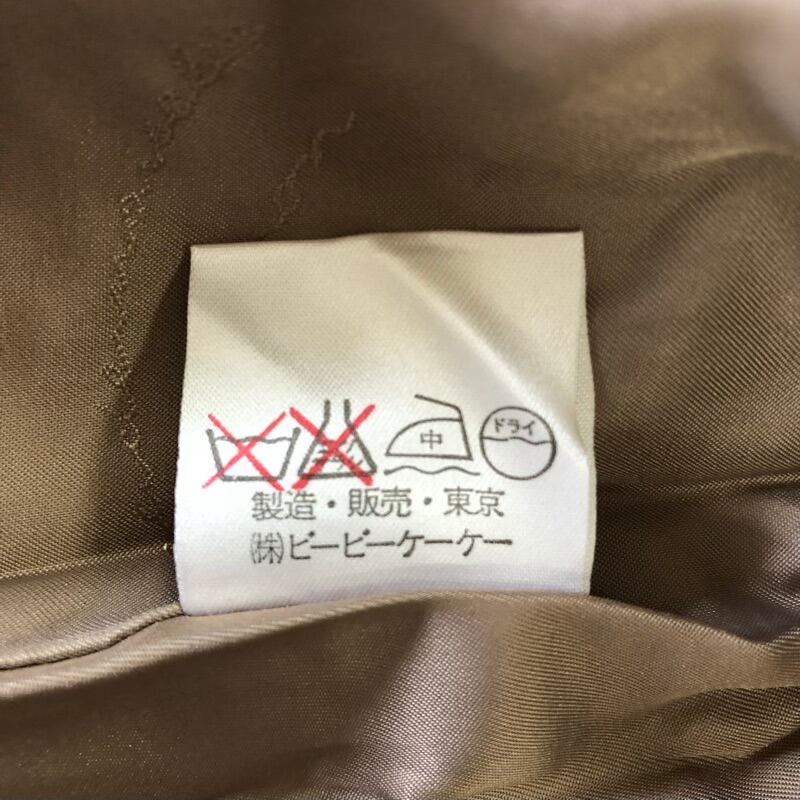 中 ドライ
製造・販売・東京
㈱ビービーケーケー